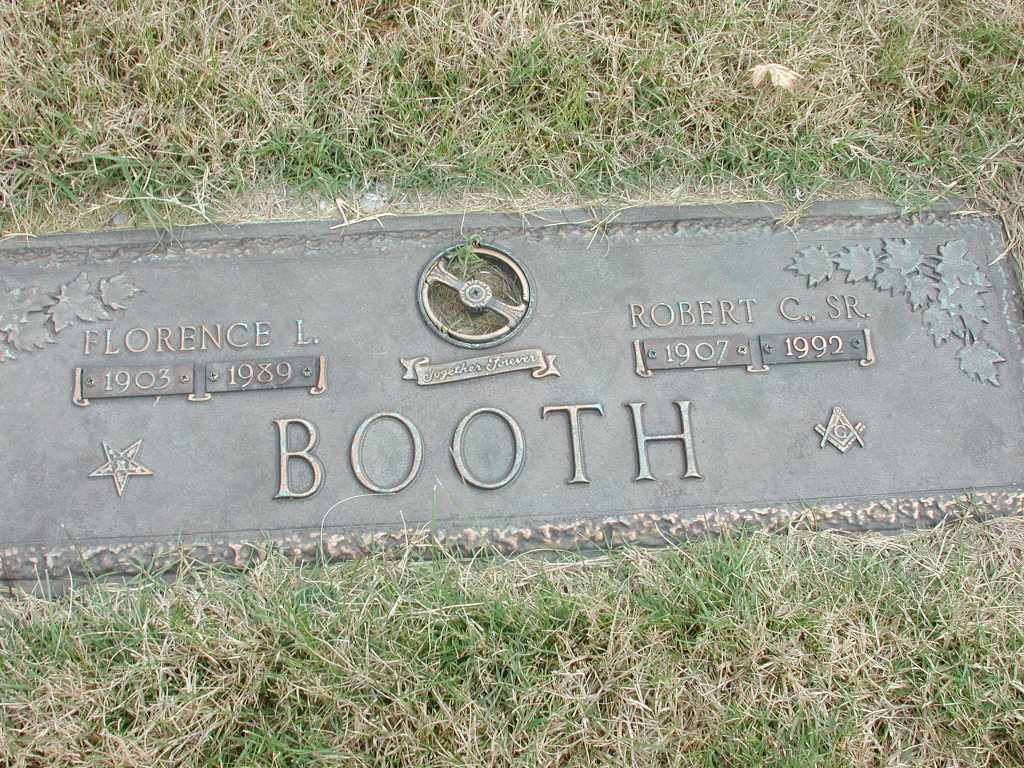 FLORENCE L.
1903 1989
Together Forever
ROBERT C., SR.
1907 1992
BOOTH
G